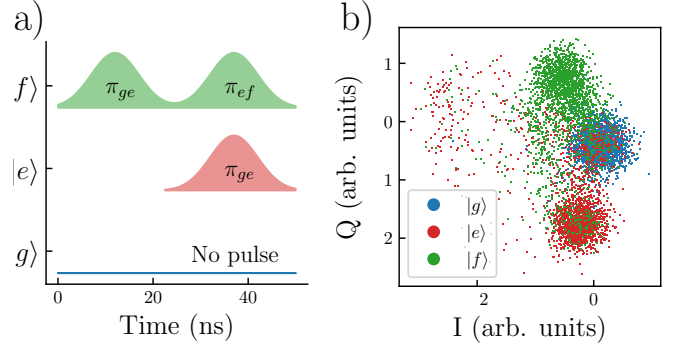 a)
f⟩
π_ge
π_ef
|e⟩
π_ge
g⟩
No pulse
0
20
40
Time (ns)
b)
Q (arb. units)
1
0
1
2
|g⟩
|e⟩
|f⟩
2
0
I (arb. units)